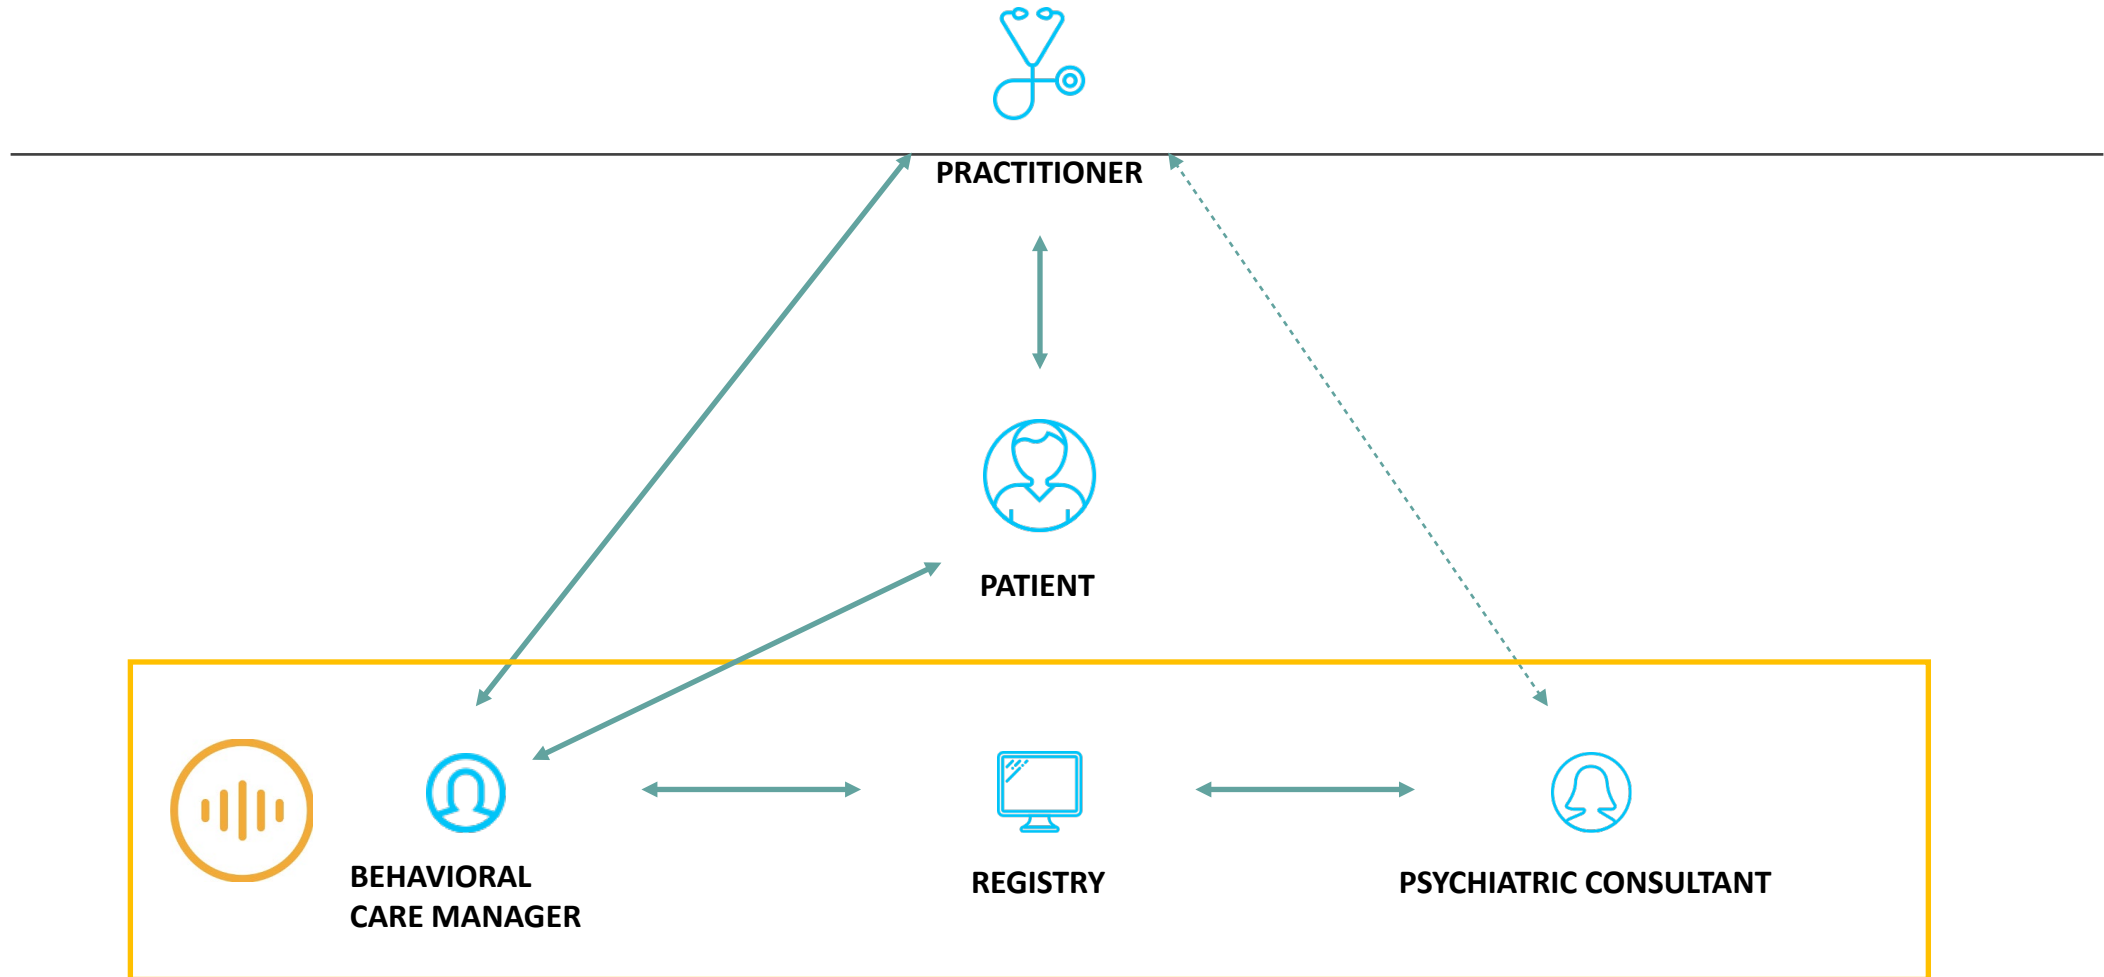 PRACTITIONER
PATIENT
BEHAVIORAL
CARE MANAGER
REGISTRY
PSYCHIATRIC CONSULTANT